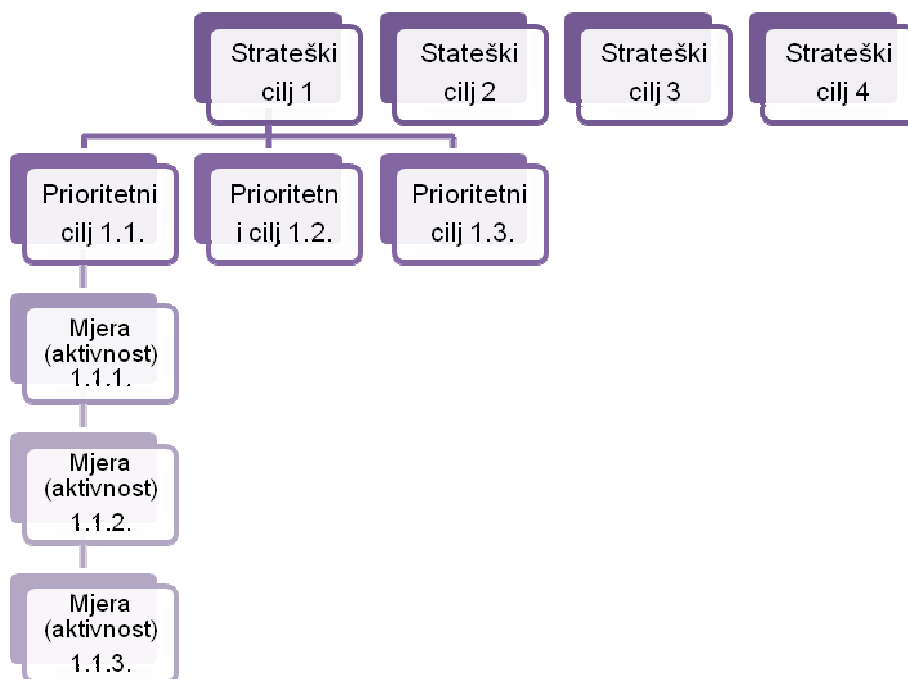 Strateški
cilj 1
Stateški
cilj 2
Strateški
cilj 3
Strateški
cilj 4
Prioritetni
cilj 1.1.
Prioritetn
i cilj 1.2.
Prioritetni
cilj 1.3.
Mjera
(aktivnost)
1.1.1.
Mjera
(aktivnost)
1.1.2.
Mjera
(aktivnost)
1.1.3.